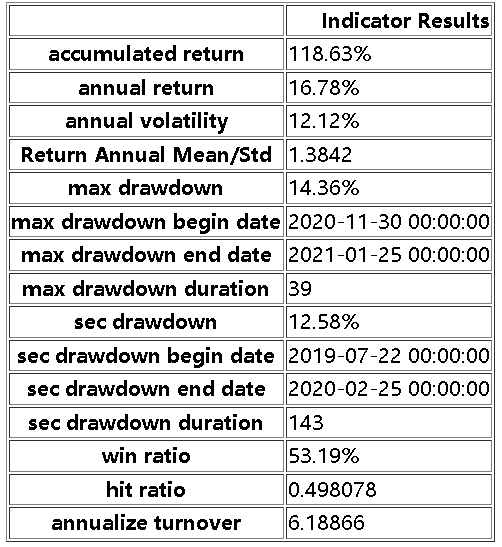 Indicator Results
accumulated return 118.63%
annual return 16.78%
annual volatility 12.12%
Return Annual Mean/Std 1.3842
max drawdown 14.36%
max drawdown begin date 2020-11-30 00:00:00
max drawdown end date 2021-01-25 00:00:00
max drawdown duration 39
sec drawdown 12.58%
sec drawdown begin date 2019-07-22 00:00:00
sec drawdown end date 2020-02-25 00:00:00
sec drawdown duration 143
win ratio 53.19%
hit ratio 0.498078
annualize turnover 6.18866